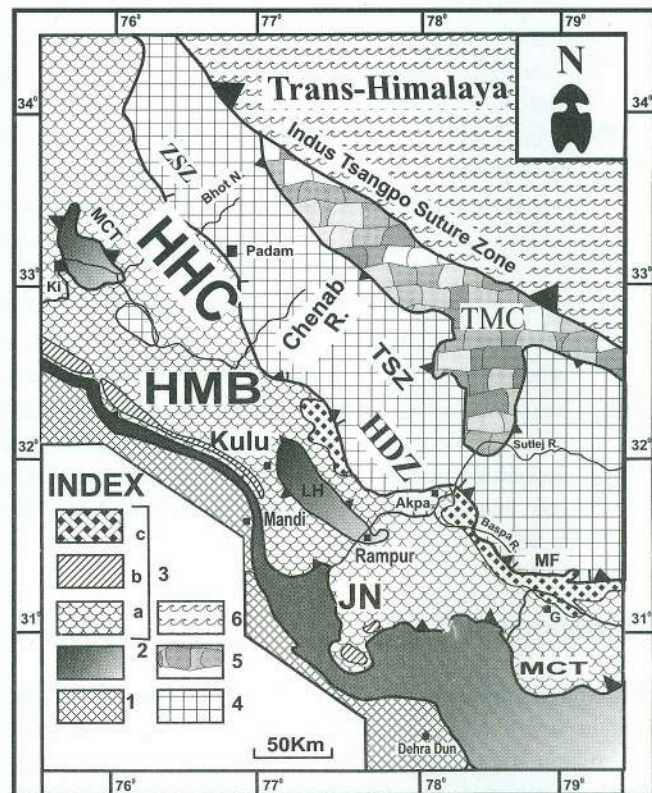 76°
77°
78°
79°
N
34°
34°
Trans-Himalaya
Indus Tsangpo Suture Zone
ZSZ
Bhot N.
MCT
HHC
Padam
33°
33°
Ki
Chenab
R.
TMC
TSZ
HMB
HDZ
Kulu
32°
32°
Sutlej R.
INDEX
LH
Akpa
Mandi
Baspa R.
Rampur
MF
c
b
3
a
JN
G
31°
31°
6
MCT
2
5
1
4
50Km
Dehra Dun
76°
77°
78°
79°